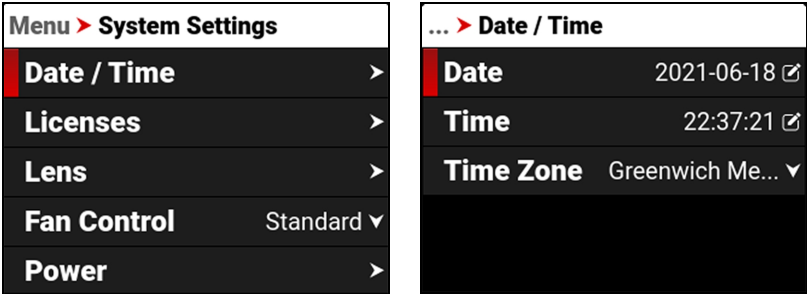 Menu ➤ System Settings
Date / Time
Licenses
Lens
Fan Control Standard
Power
... ➤ Date / Time
Date 2021-06-18
Time 22:37:21
Time Zone Greenwich Me...